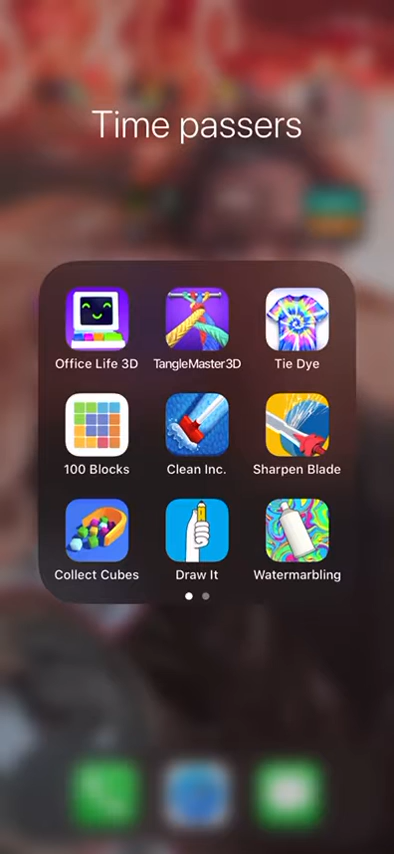 Time passers
Office Life 3D
TangleMaster3D
Tie Dye
100 Blocks
Clean Inc.
Sharpen Blade
Collect Cubes
Draw It
Watermarbling